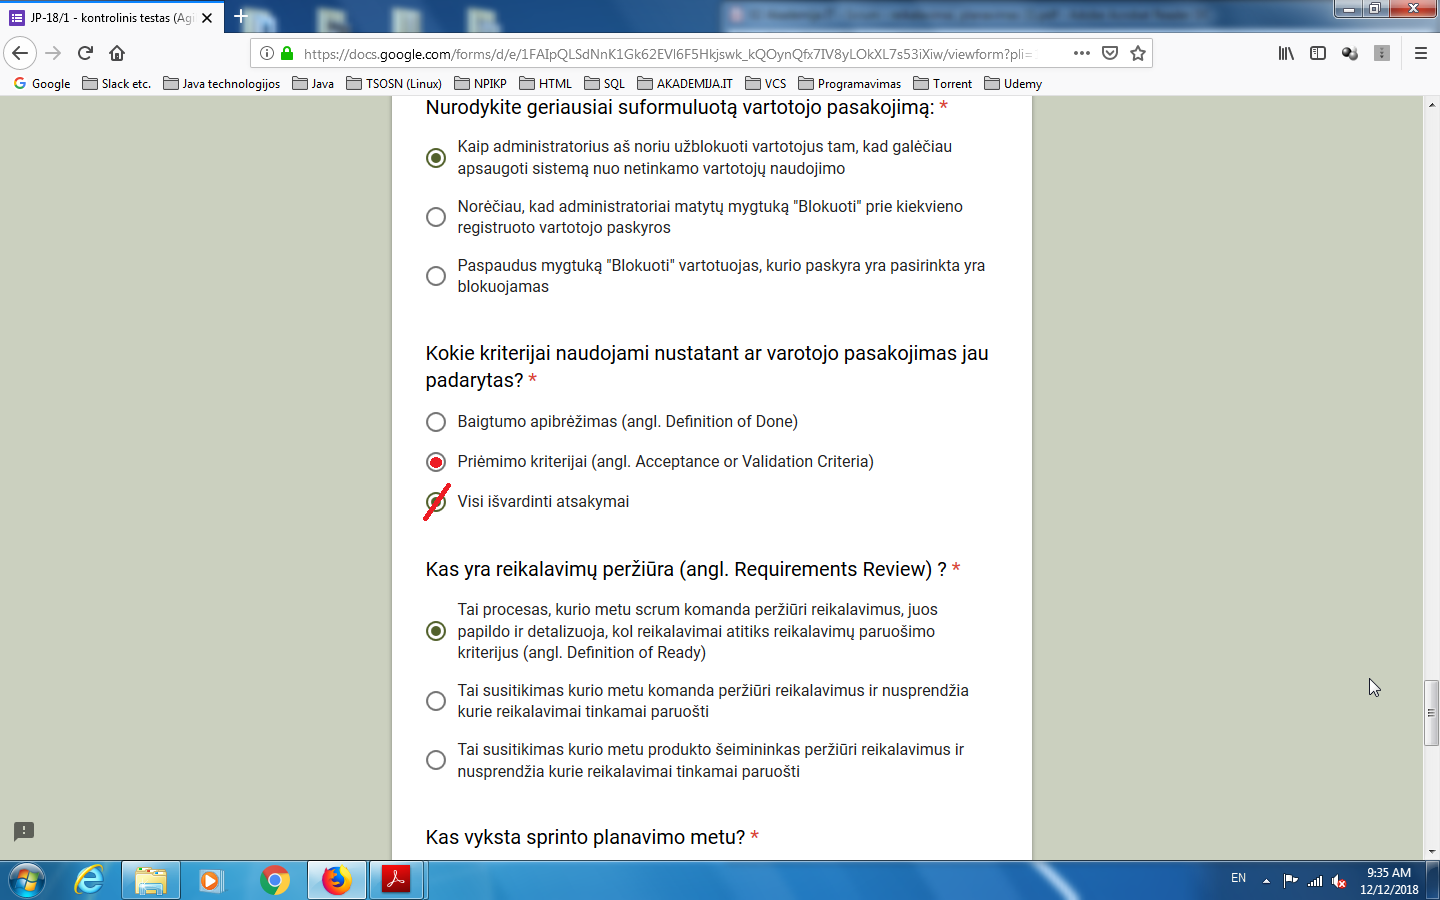 JP-18/1 - kontrolinis testas (Agi
https://docs.google.com/forms/d/e/1FAIpQLSdNnK1Gk62EVl6F5Hkjswk_kQOynQfx7IV8yLOkXL7s53iXiw/viewform?pli=
Google Slack etc. Java technologijos Java TSOSN (Linux) NPIKP HTML SQL AKADEMIJA.IT VCS Programavimas Torrent Udemy
Nurodykite geriausiai suformuluotą vartotojo pasakojimą: *
Kaip administratorius aš noriu užblokuoti vartotojus tam, kad galėčiau
apsaugoti sistemą nuo netinkamo vartotojų naudojimo
Norėčiau, kad administratoriai matytų mygtuką "Blokuoti" prie kiekvieno
registruoto vartotojo paskyros
Paspaudus mygtuką "Blokuoti" vartotuojas, kurio paskyra yra pasirinkta yra
blokuojamas
Kokie kriterijai naudojami nustatant ar varotojo pasakojimas jau
padarytas? *
Baigtumo apibrėžimas (angl. Definition of Done)
Priėmimo kriterijai (angl. Acceptance or Validation Criteria)
Visi išvardinti atsakymai
Kas yra reikalavimų peržiūra (angl. Requirements Review) ? *
Tai procesas, kurio metu scrum komanda peržiūri reikalavimus, juos
papildo ir detalizuoja, kol reikalavimai atitiks reikalavimų paruošimo
kriterijus (angl. Definition of Ready)
Tai susitikimas kurio metu komanda peržiūri reikalavimus ir nusprendžia
kurie reikalavimai tinkamai paruošti
Tai susitikimas kurio metu produkto šeimininkas peržiūri reikalavimus ir
nusprendžia kurie reikalavimai tinkamai paruošti
Kas vyksta sprinto planavimo metu? *
EN
9:35 AM
12/12/2018